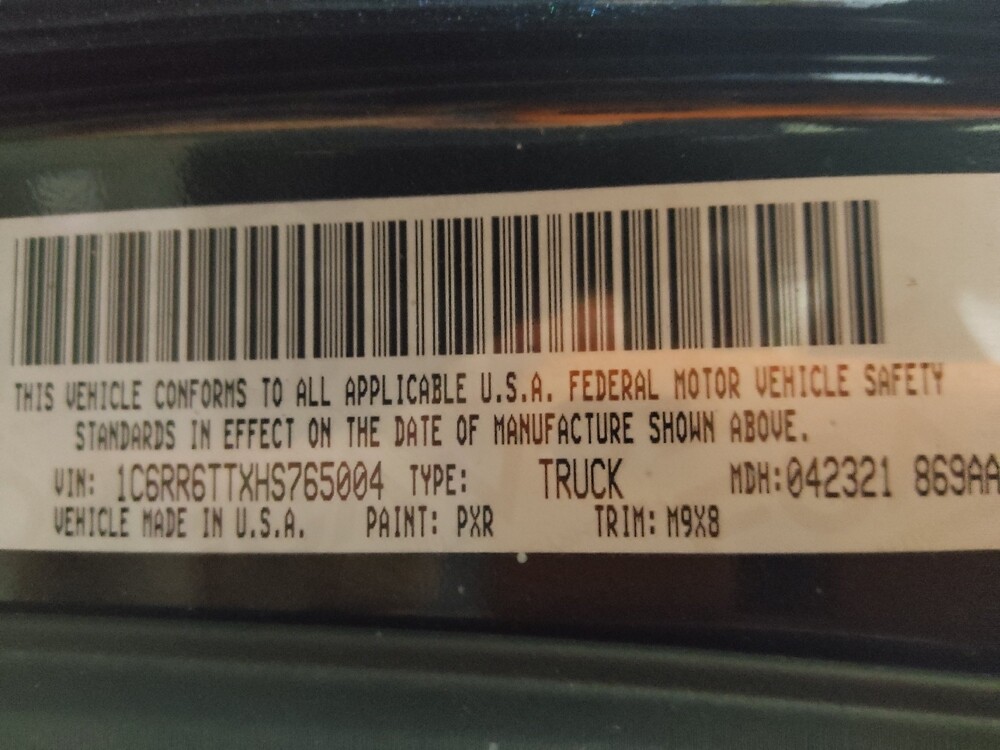 THIS VEHICLE CONFORMS TO ALL APPLICABLE U.S.A. FEDERAL MOTOR VEHICLE SAFETY
STANDARDS IN EFFECT ON THE DATE OF MANUFACTURE SHOWN ABOVE.
VIN: 1C6RR6TTXHS765004 TYPE: TRUCK MDH:042321 869AA
VEHICLE MADE IN U.S.A. PAINT: PXR TRIM: M9X8